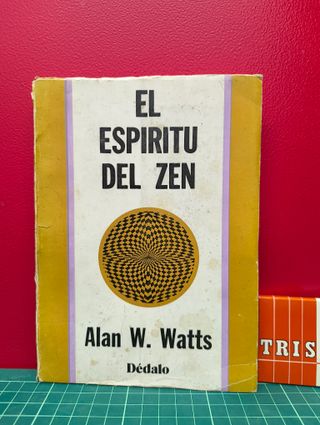 EL
ESPIRITU
DEL ZEN
Alan W. Watts
Dédalo
TRIS